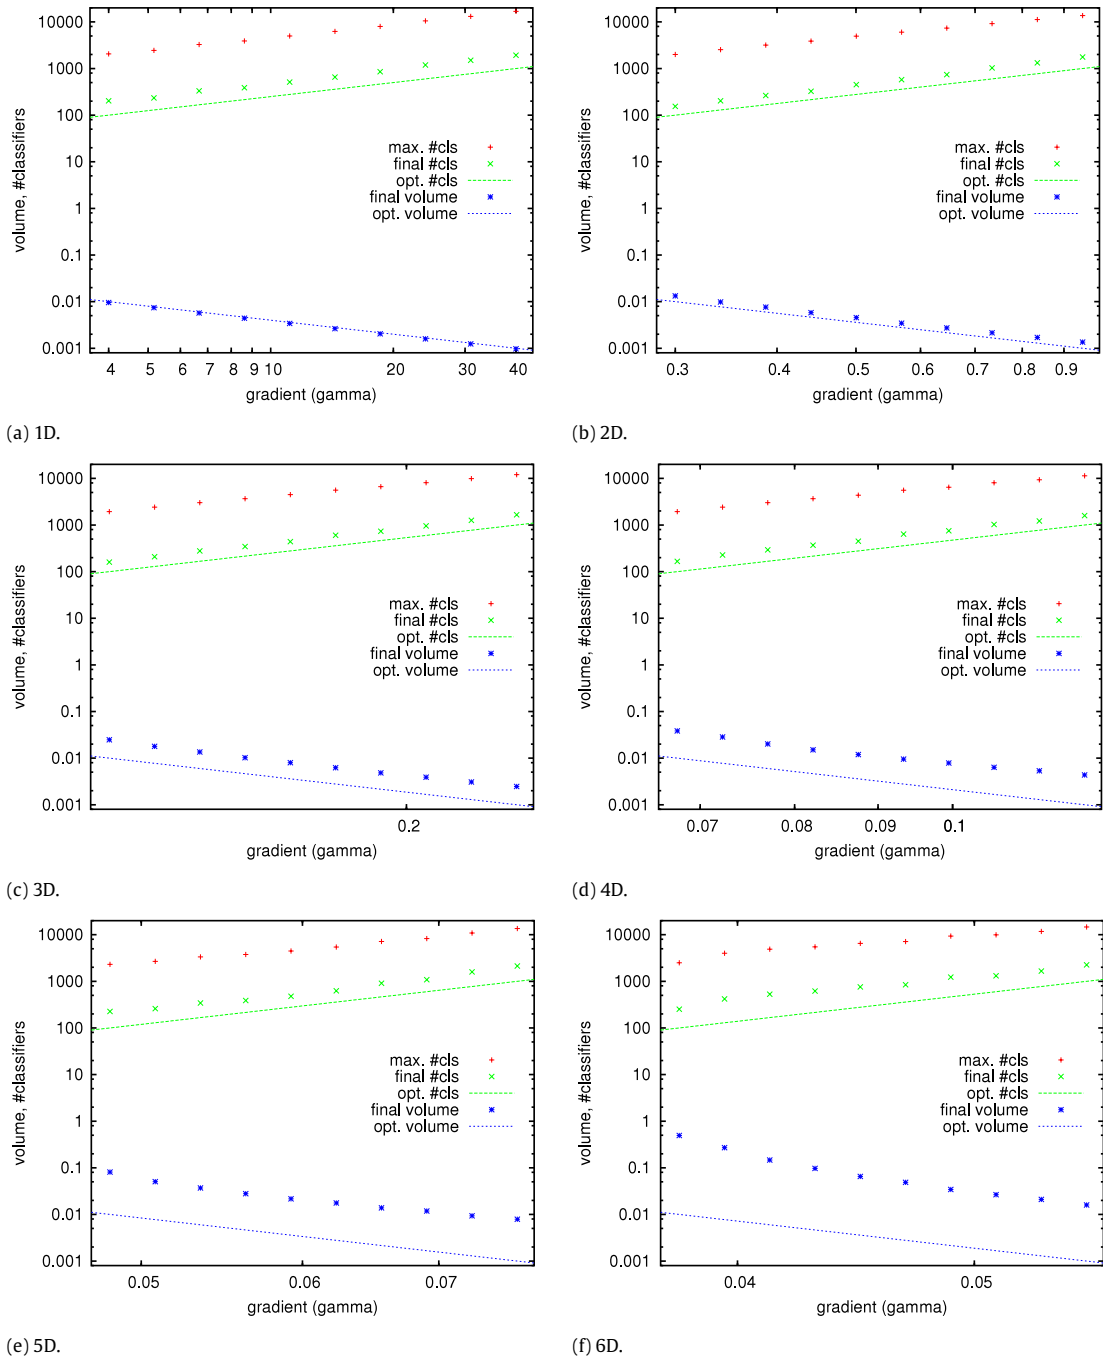 10000
1000
100
10
1
0.1
0.01
0.001
volume, #classifiers
max. #cls
final #cls
opt. #cls
final volume
opt. volume
4 5 6 7 8 9 10 20 30 40
gradient (gamma)
(a) 1D.
10000
1000
100
10
1
0.1
0.01
0.001
volume, #classifiers
max. #cls
final #cls
opt. #cls
final volume
opt. volume
0.3 0.4 0.5 0.6 0.7 0.8 0.9
gradient (gamma)
(b) 2D.
10000
1000
100
10
1
0.1
0.01
0.001
volume, #classifiers
max. #cls
final #cls
opt. #cls
final volume
opt. volume
0.2
gradient (gamma)
(c) 3D.
10000
1000
100
10
1
0.1
0.01
0.001
volume, #classifiers
max. #cls
final #cls
opt. #cls
final volume
opt. volume
0.07 0.08 0.09 0.1
gradient (gamma)
(d) 4D.
10000
1000
100
10
1
0.1
0.01
0.001
volume, #classifiers
max. #cls
final #cls
opt. #cls
final volume
opt. volume
0.05 0.06 0.07
gradient (gamma)
(e) 5D.
10000
1000
100
10
1
0.1
0.01
0.001
volume, #classifiers
max. #cls
final #cls
opt. #cls
final volume
opt. volume
0.04 0.05
gradient (gamma)
(f) 6D.